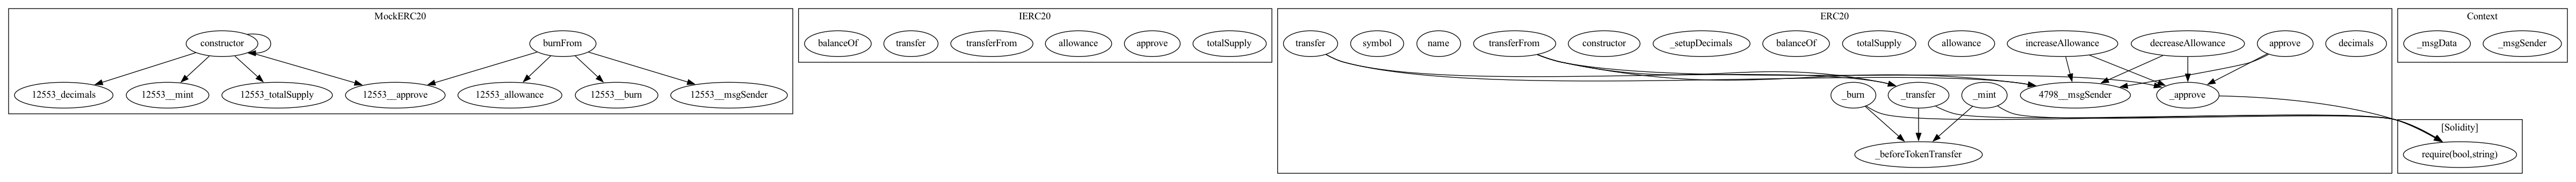 MockERC20
IERC20
ERC20
Context
constructor
burnFrom
balanceOf
transfer
transferFrom
allowance
approve
totalSupply
transfer
symbol
name
transferFrom
constructor
_setupDecimals
balanceOf
totalSupply
allowance
increaseAllowance
decreaseAllowance
approve
decimals
_msgData
_msgSender
12553_decimals
12553__mint
12553_totalSupply
12553__approve
12553_allowance
12553__burn
12553__msgSender
_burn
_transfer
_mint
4798__msgSender
_approve
[Solidity]
_beforeTokenTransfer
require(bool,string)